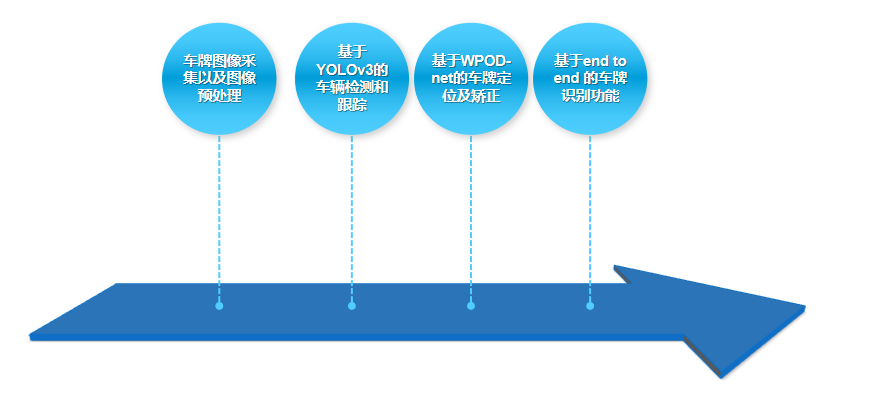 车牌图像采
集以及图像
预处理
基于
YOLOv3的
车辆检测和
跟踪
基于WPOD-
net的车牌定
位及矫正
基于end to
end 的车牌
识别功能